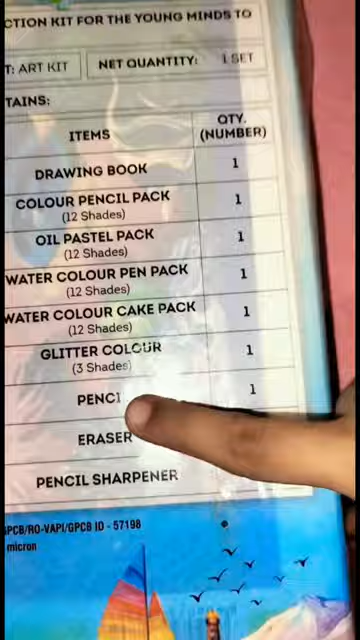 CTION KIT FOR THE YOUNG MINDS TO
T: ART KIT NET QUANTITY: 1 SET
TAINS:
ITEMS QTY. (NUMBER)
DRAWING BOOK 1
COLOUR PENCIL PACK 1
(12 Shades)
OIL PASTEL PACK 1
(12 Shades)
WATER COLOUR PEN PACK 1
(12 Shades)
WATER COLOUR CAKE PACK 1
(12 Shades)
GLITTER COLOUR 1
(3 Shades)
PENCI 1
ERASER
PENCIL SHARPENER
GPCB/RO-VAPI/GPCB ID - 57198
micron